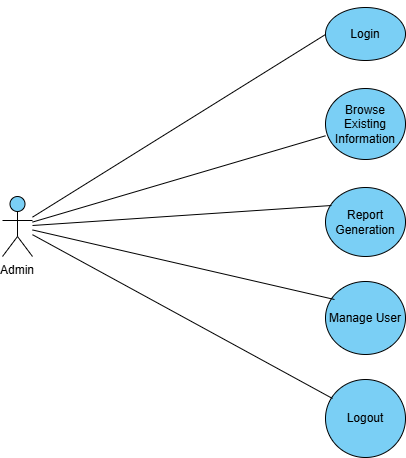 Login
Browse
Existing
Information
Report
Generation
Admin
Manage User
Logout